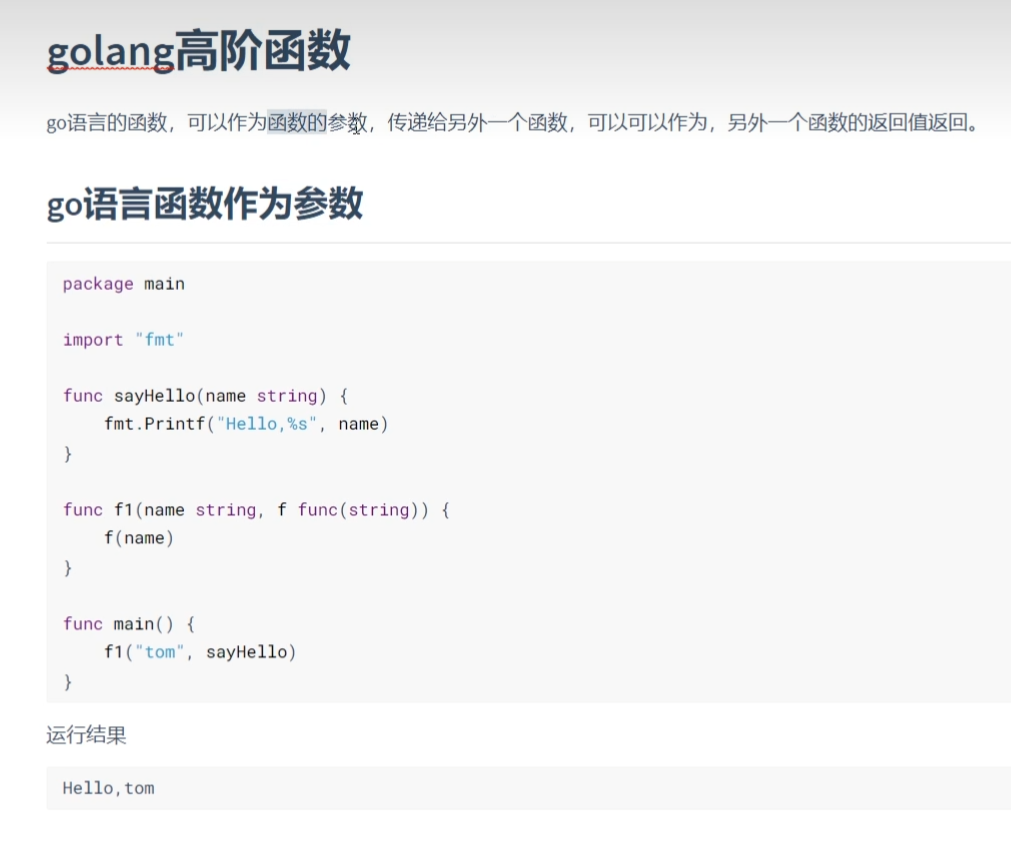 golang高阶函数
go语言的函数，可以作为函数的参数，传递给另外一个函数，可以可以作为，另外一个函数的返回值返回。
go语言函数作为参数
package main
import "fmt"
func sayHello(name string) {
    fmt.Printf("Hello,%s", name)
}
func f1(name string, f func(string)) {
    f(name)
}
func main() {
    f1("tom", sayHello)
}
运行结果
Hello,tom